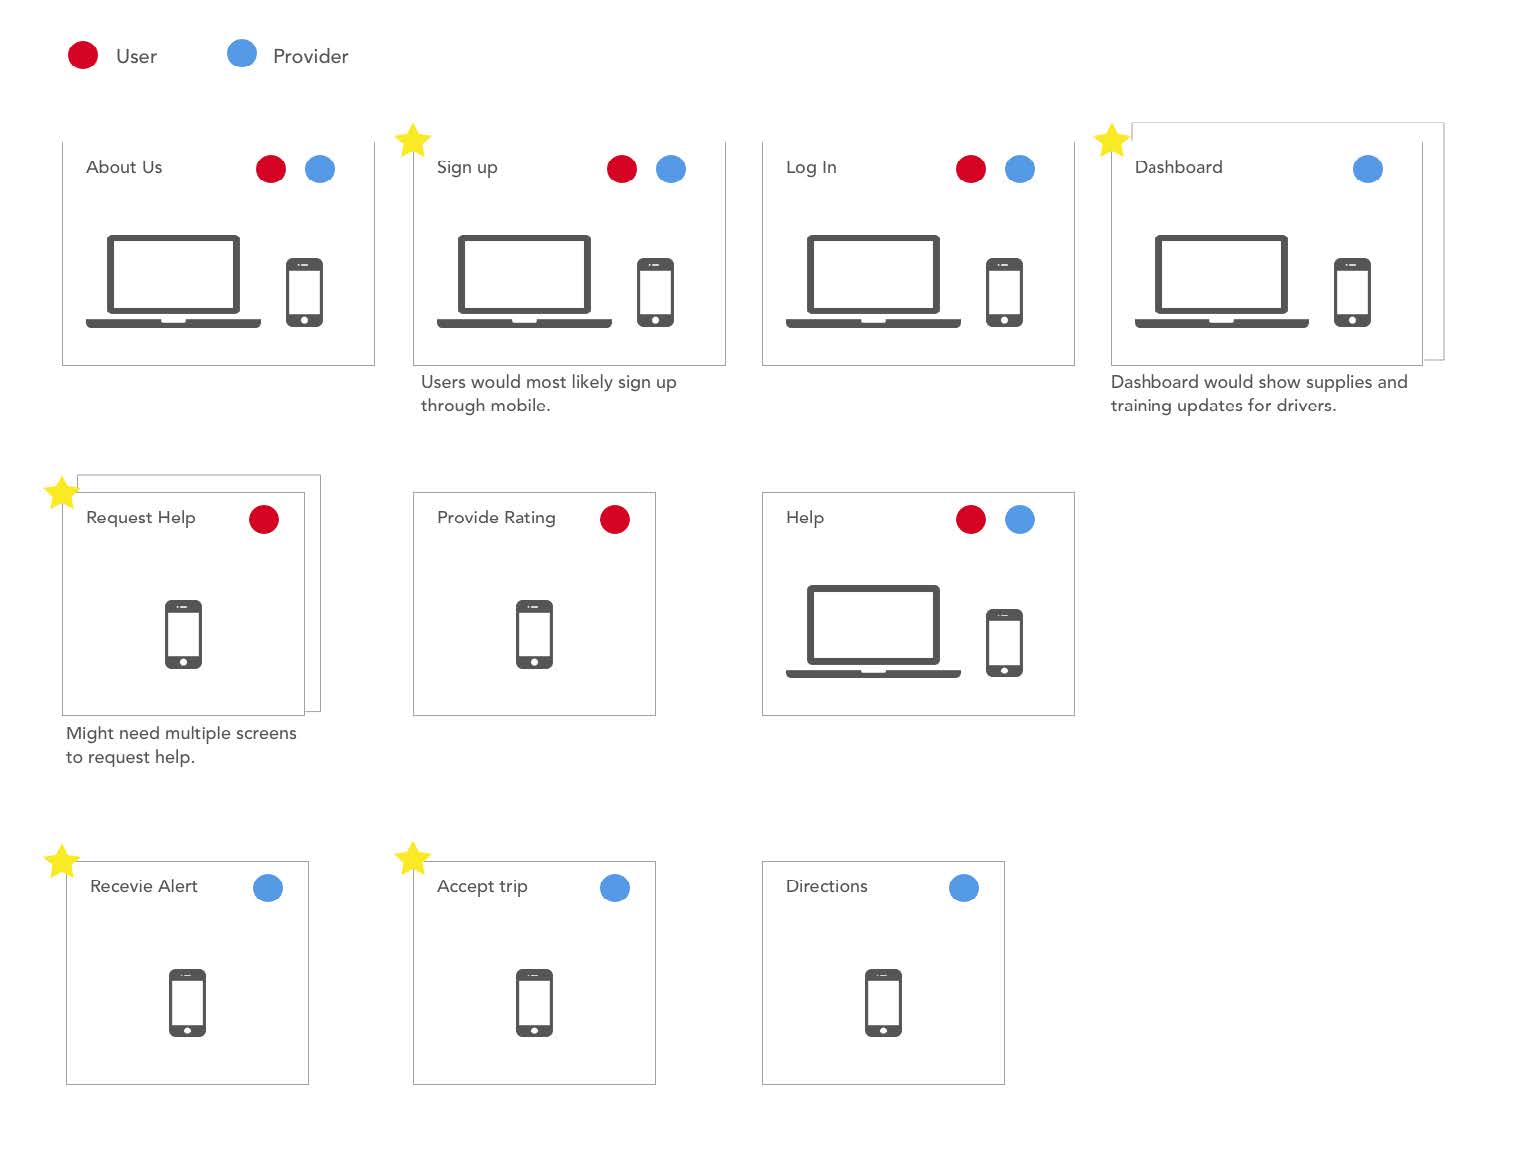 User
Provider
About Us
Sign up
Log In
Dashboard
Users would most likely sign up
through mobile.
Dashboard would show supplies and
training updates for drivers.
Request Help
Provide Rating
Help
Might need multiple screens
to request help.
Recevie Alert
Accept trip
Directions